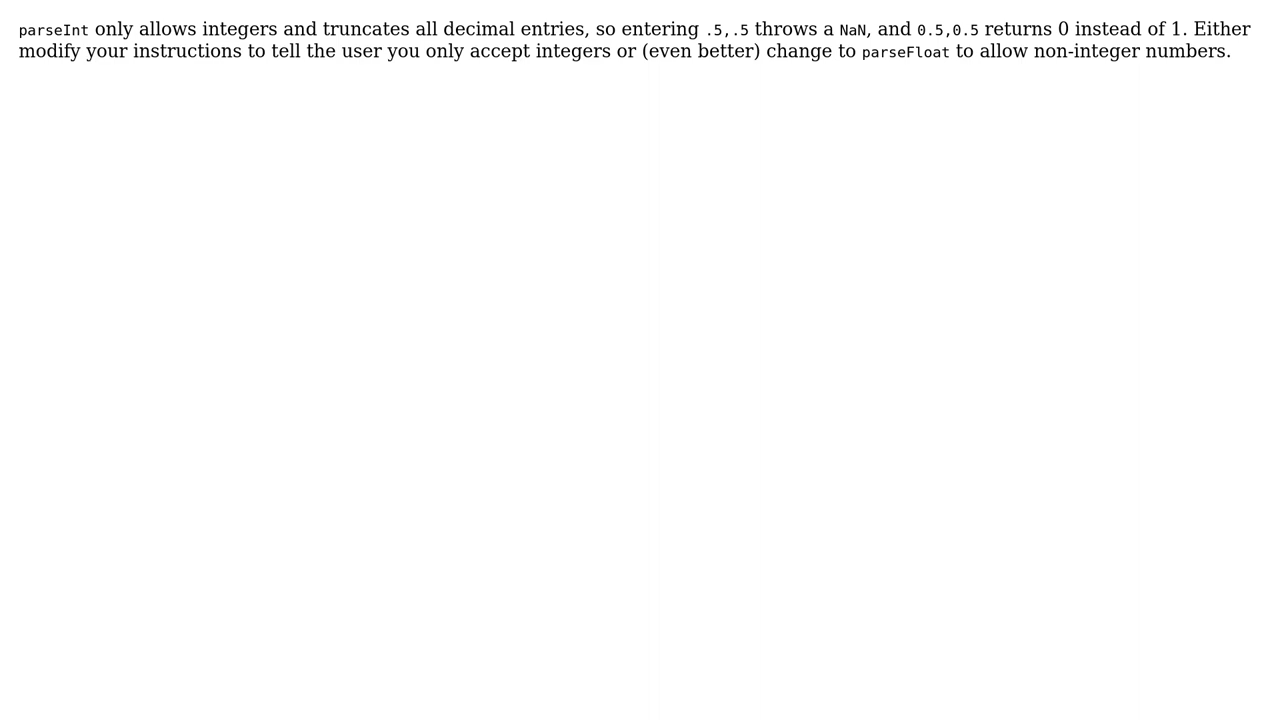 parseInt only allows integers and truncates all decimal entries, so entering .5,.5 throws a NaN, and 0.5,0.5 returns 0 instead of 1. Either
modify your instructions to tell the user you only accept integers or (even better) change to parseFloat to allow non-integer numbers.